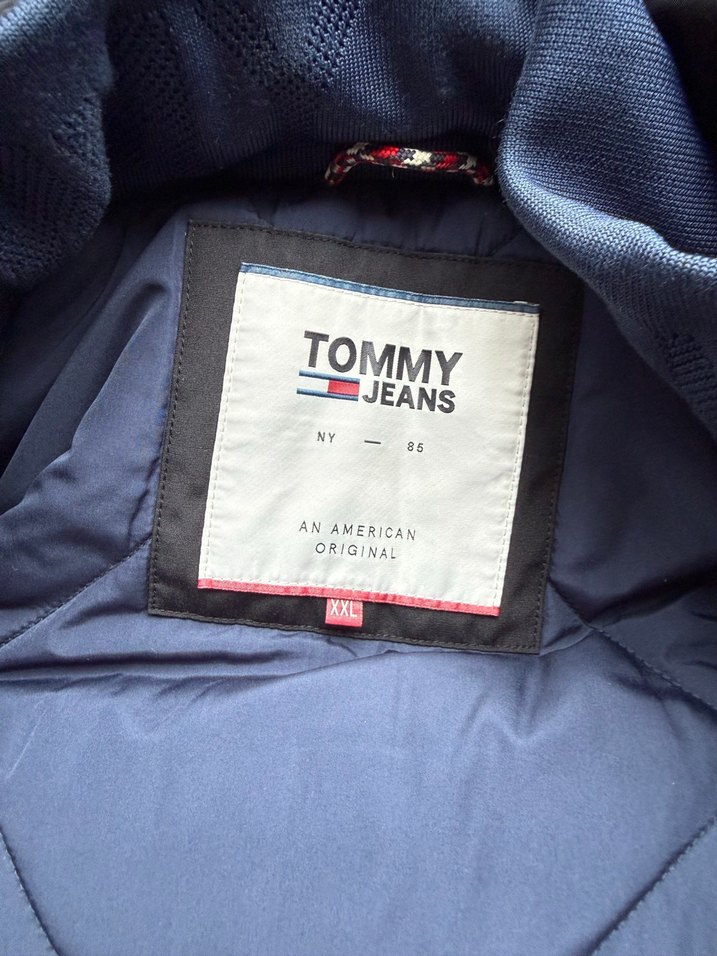 TOMMY
JEANS
NY — 85
AN AMERICAN
ORIGINAL
XXL